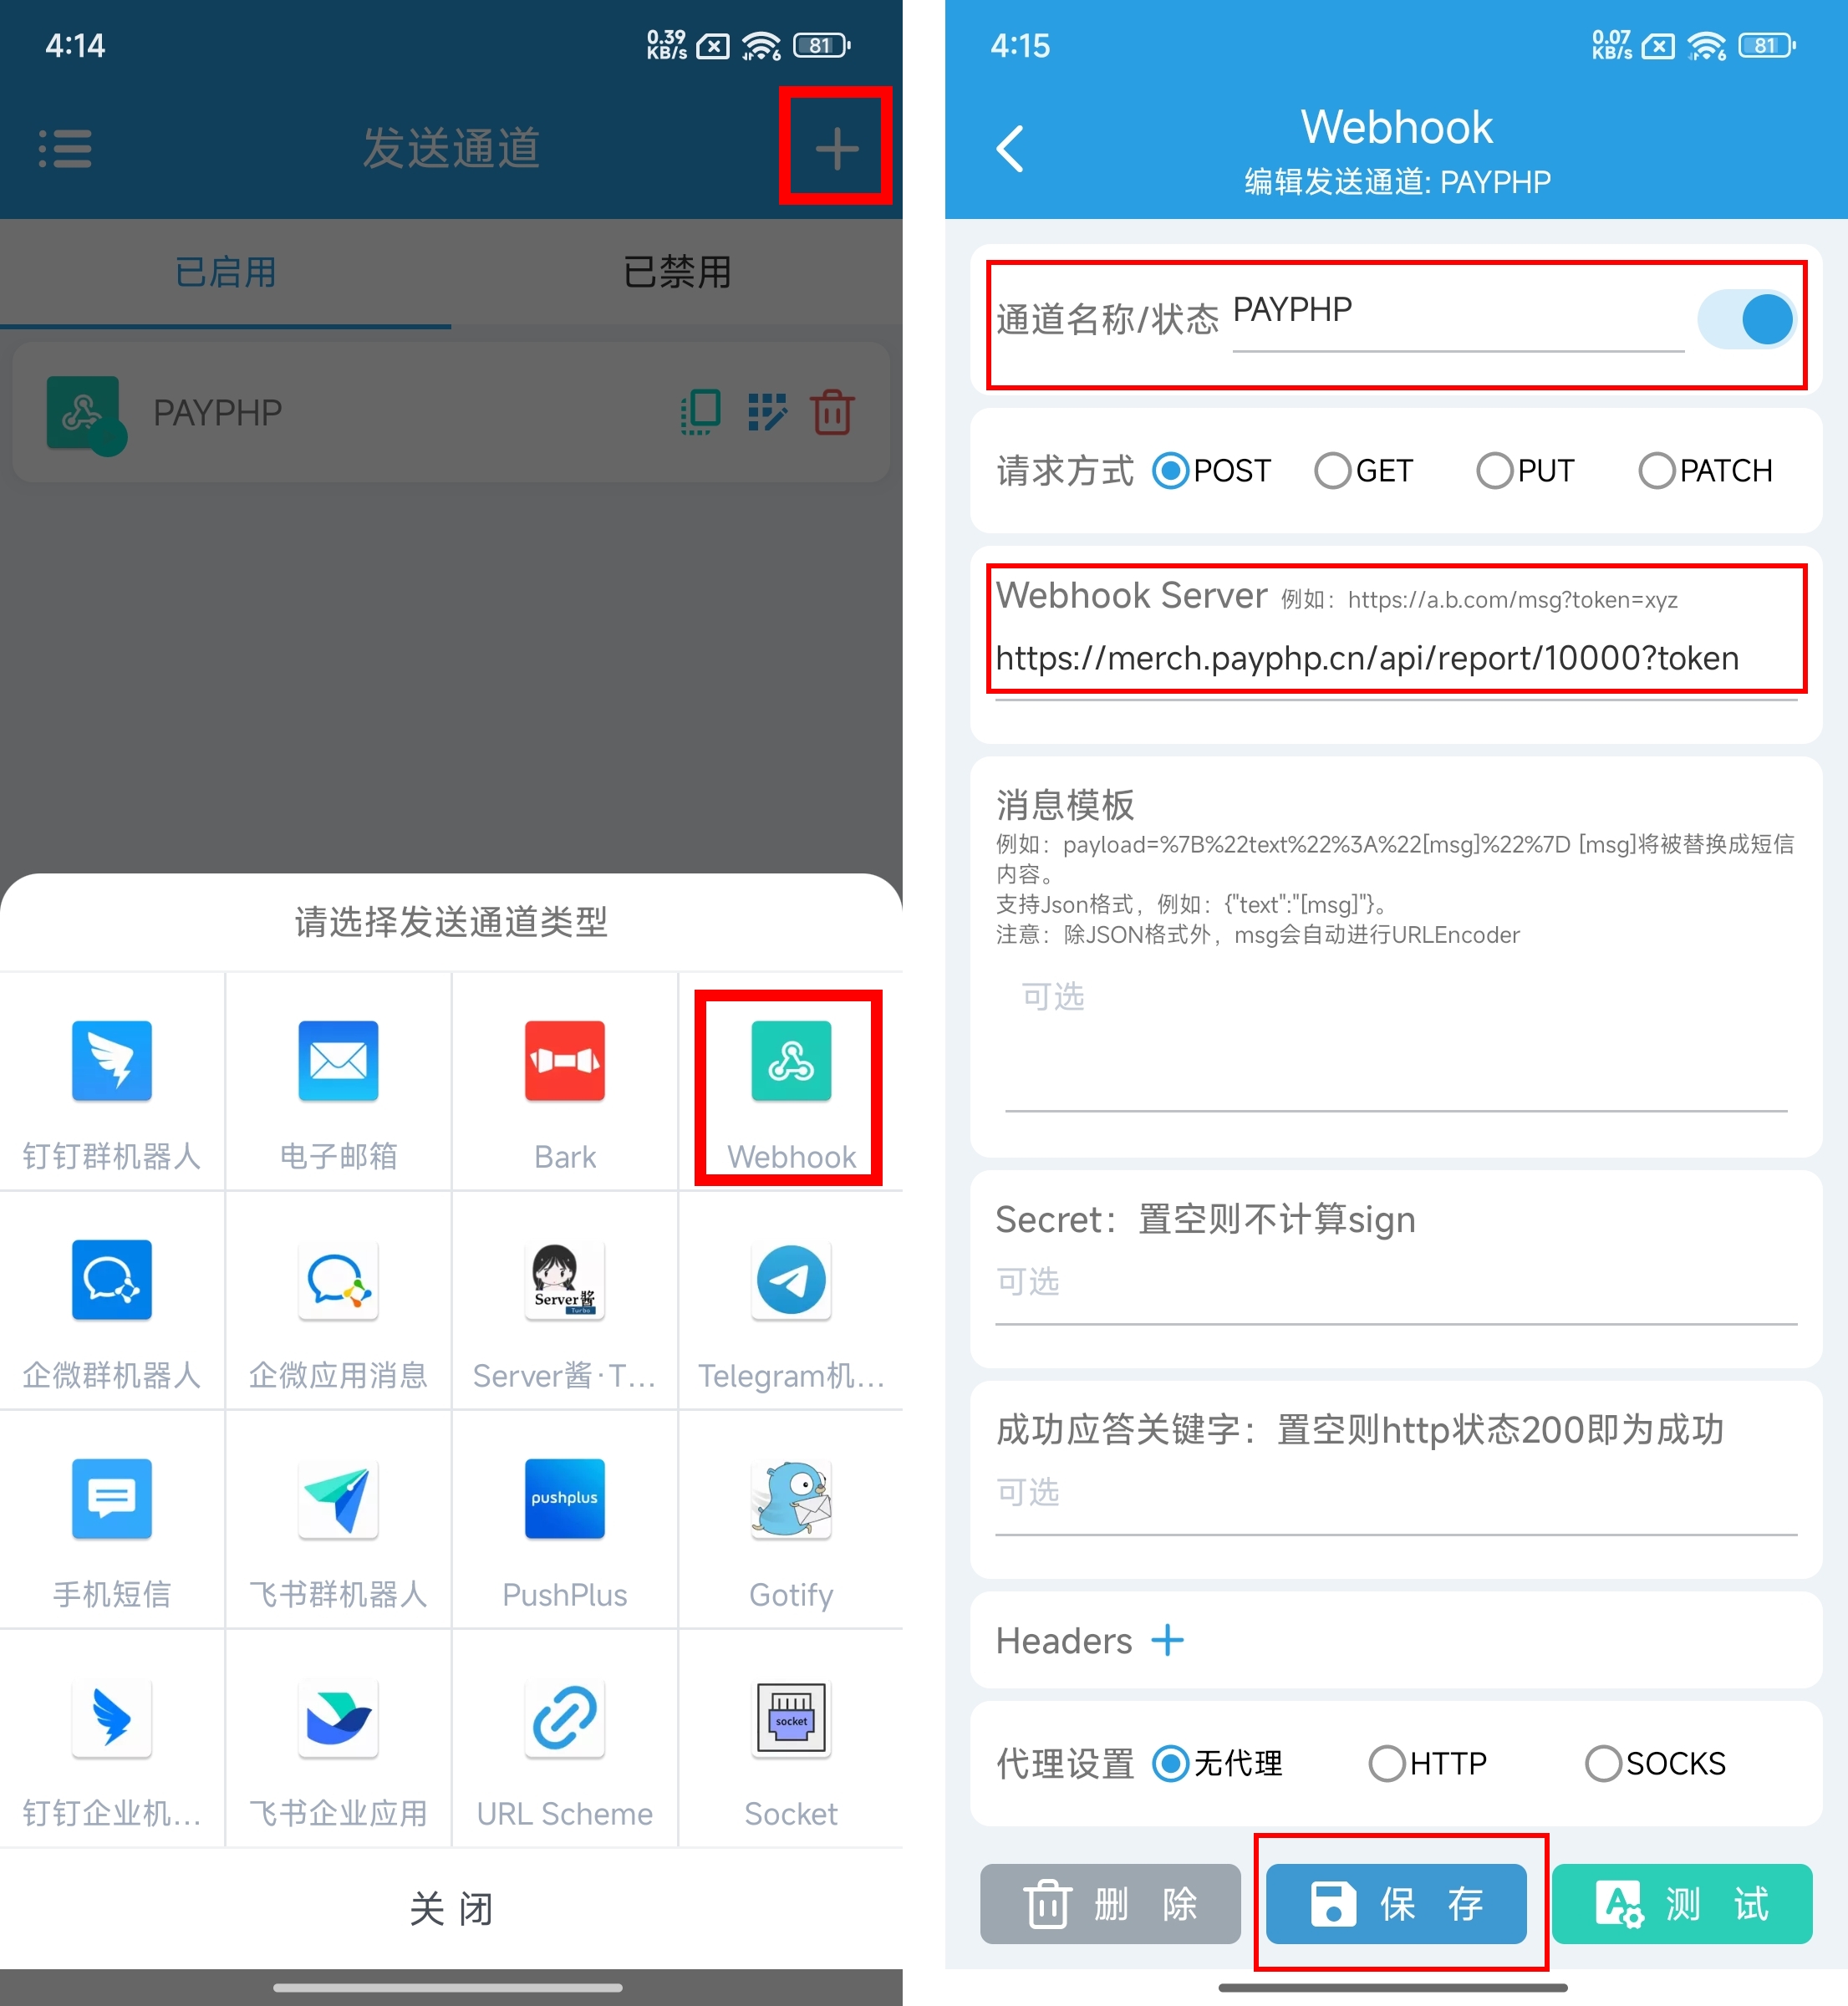 4:14
0.39
KB/s
6
81
发送通道
已启用
已禁用
PAYPHP
请选择发送通道类型
钉钉群机器人
电子邮箱
Bark
Webhook
Server酱
Turbo
企微群机器人
企微应用消息
Server酱·T...
Telegram机...
pushplus
手机短信
飞书群机器人
PushPlus
Gotify
socket
钉钉企业机...
飞书企业应用
URL Scheme
Socket
关 闭
4:15
0.07
KB/s
6
81
Webhook
编辑发送通道: PAYPHP
通道名称/状态 PAYPHP
请求方式 POST GET PUT PATCH
Webhook Server 例如：https://a.b.com/msg?token=xyz
https://merch.payphp.cn/api/report/10000?token
消息模板
例如：payload=%7B%22text%22%3A%22[msg]%22%7D [msg]将被替换成短信
内容。
支持Json格式，例如：{"text":"[msg]"}。
注意：除JSON格式外，msg会自动进行URLEncoder
可选
Secret：置空则不计算sign
可选
成功应答关键字：置空则http状态200即为成功
可选
Headers
代理设置 无代理 HTTP SOCKS
删 除
保 存
测 试